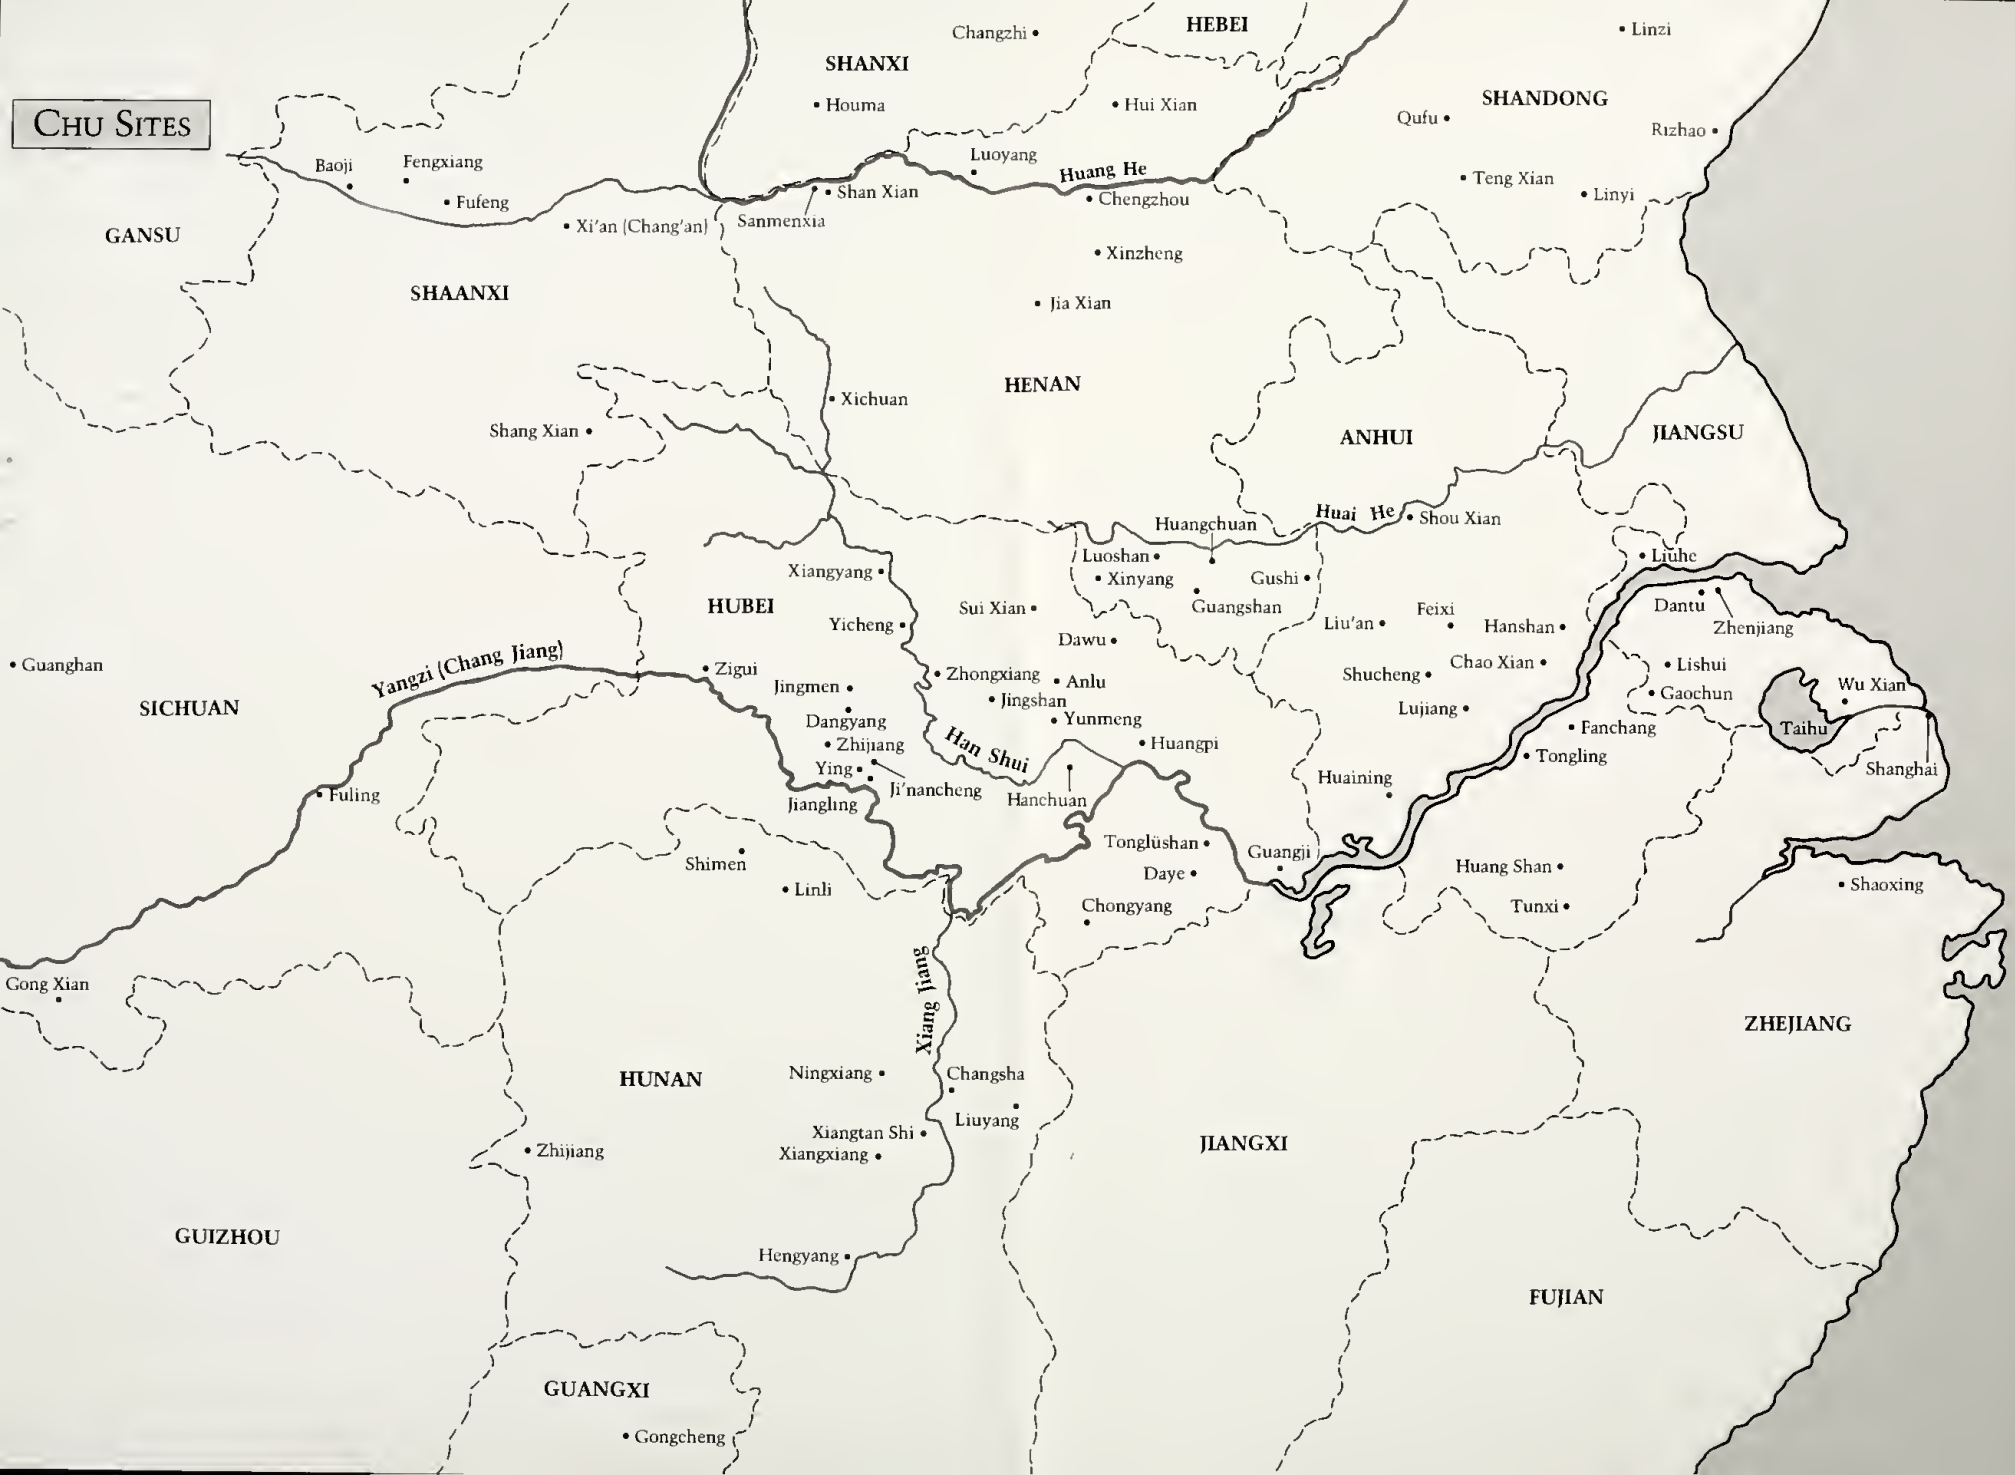 CHU SITES
Changzhi
HEBEI
Linzi
SHANXI
SHANDONG
Houma
Hui Xian
Qufu
Rizhao
Baoji
Fengxiang
Luoyang
Huang He
Fufeng
Shan Xian
Chengzhou
Teng Xian
Linyi
Xi'an (Chang'an)
Sanmenxia
GANSU
Xinzheng
SHAANXI
Jia Xian
HENAN
Xichuan
Shang Xian
ANHUI
JIANGSU
Huai He
Shou Xian
Huangchuan
Luoshan
Liuhe
Xiangyang
Xinyang
Gushi
HUBEI
Sui Xian
Guangshan
Feixi
Dantu
Yicheng
Dawu
Liu'an
Hanshan
Zhenjiang
Yangzi (Chang Jiang)
Guanghan
Zigui
Zhongxiang
Anlu
Shucheng
Chao Xian
Lishui
Jingmen
Jingshan
Gaochun
Wu Xian
SICHUAN
Dangyang
Yunmeng
Lujiang
Fanchang
Taihu
Zhijiang
Han Shui
Huangpi
Tongling
Ying
Shanghai
Ji'nancheng
Huaining
Fuling
Jiangling
Hanchuan
Tonglüshan
Guangji
Shimen
Daye
Huang Shan
Linli
Shaoxing
Chongyang
Tunxi
Gong Xian
Xiang Jiang
ZHEJIANG
HUNAN
Ningxiang
Changsha
Liuyang
Xiangtan Shi
JIANGXI
Zhijiang
Xiangxiang
GUIZHOU
Hengyang
FUJIAN
GUANGXI
Gongcheng